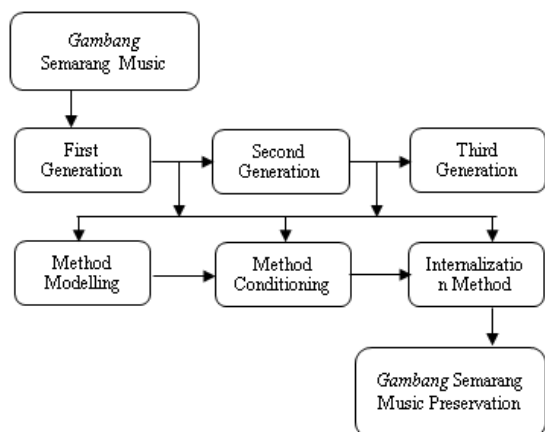 Gambang
Semarang Music
First
Generation
Second
Generation
Third
Generation
Method
Modelling
Method
Conditioning
Internalizatio
n Method
Gambang Semarang
Music Preservation